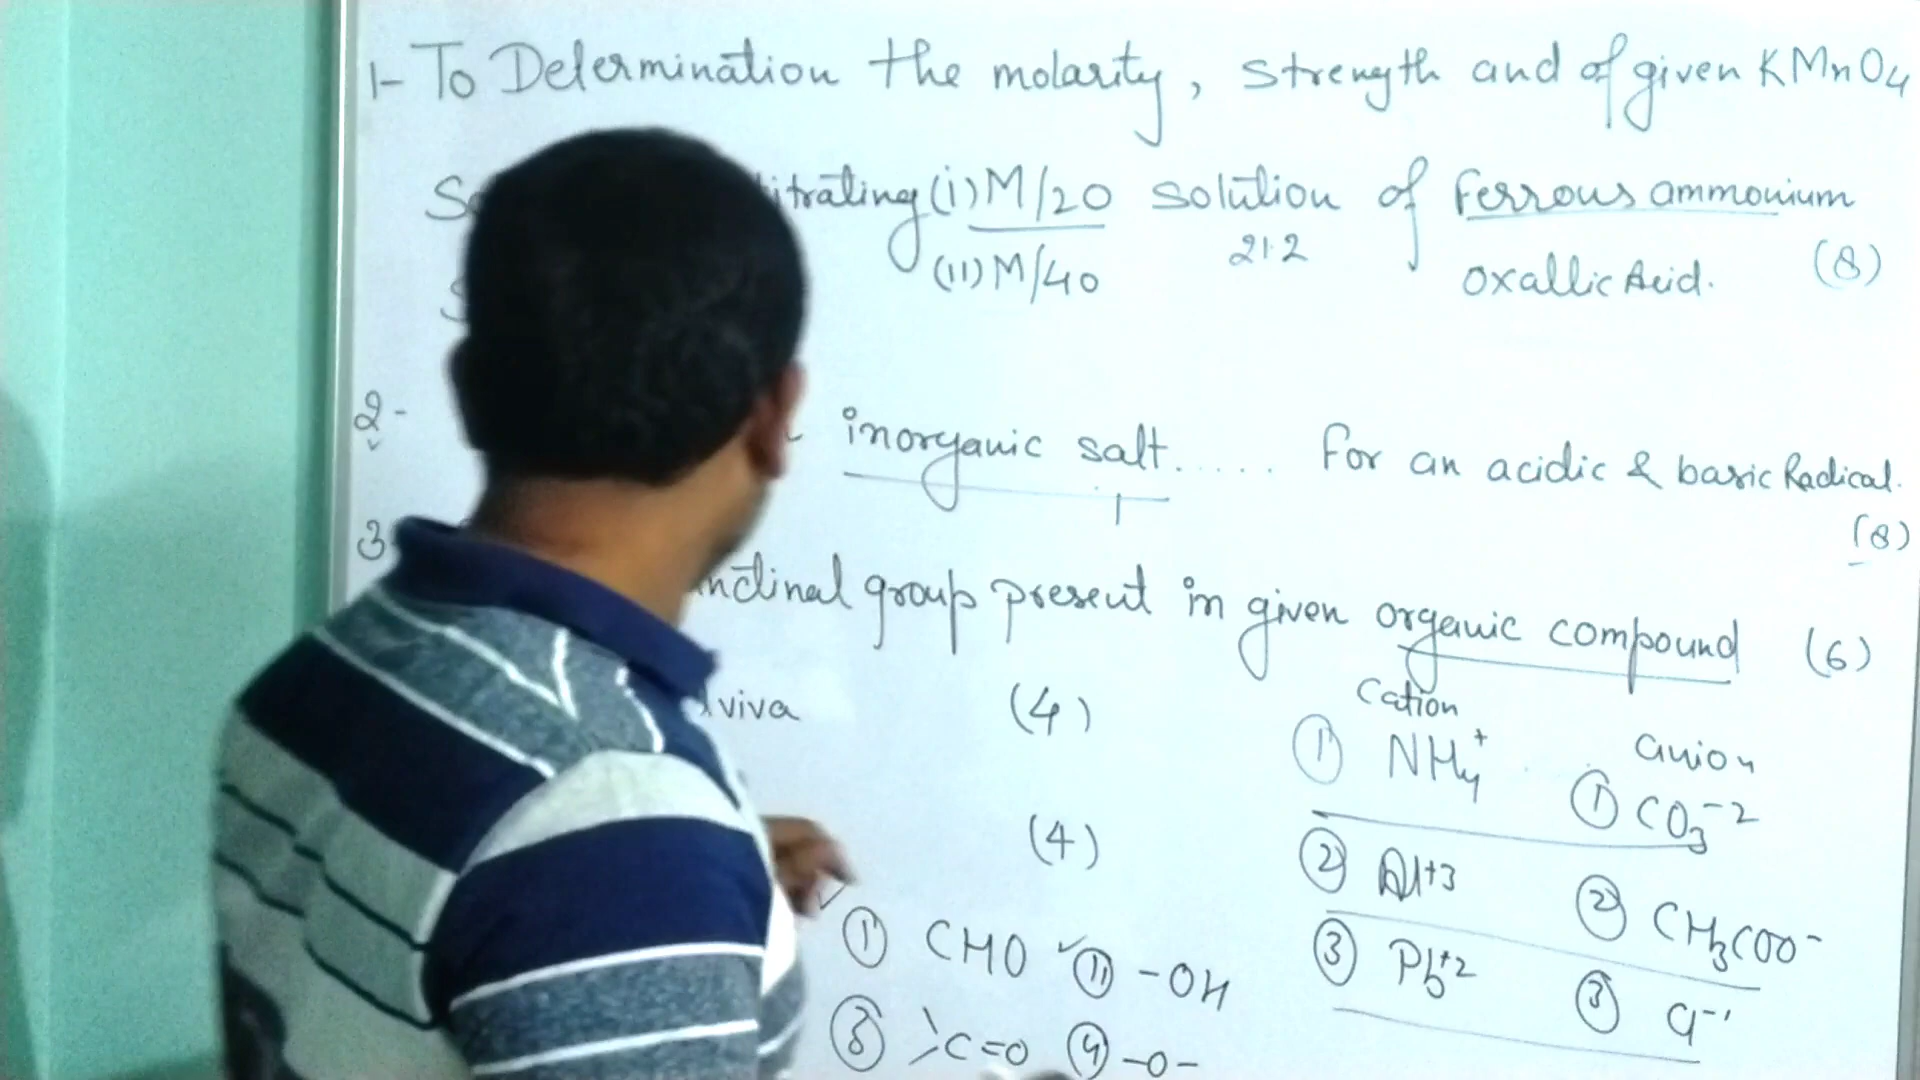 1- To Determination the molarity, strength and of given KMnO4
titrating (i) M/20 solution of Ferrous ammonium
(ii) M/40 21.2 oxallic Acid. (8)
2- inorganic salt...... For an acidic & basic Radical.
(8)
3- group present in given organic compound (6)
viva (4)
(4)
Cation
① NH4+
② Al+3
③ Pb+2
anion
① CO3-2
② CH3COO-
③ Cl-1
① CHO ② -OH
③ >C=O ④ -O-